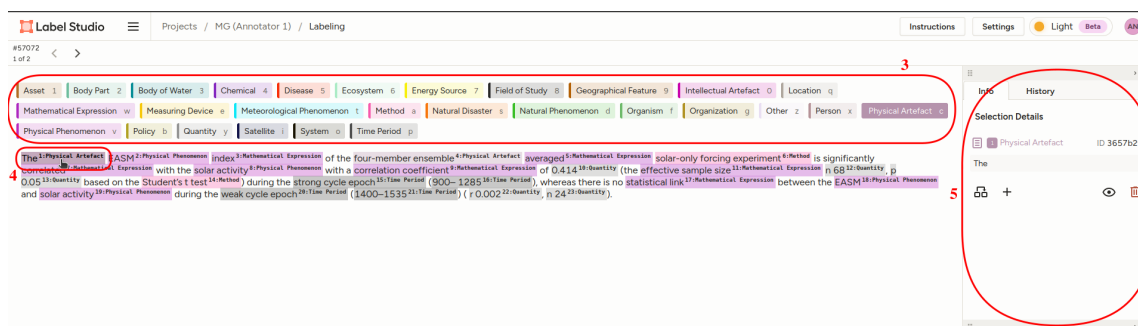 Label Studio Projects / MG (Annotator 1) / Labeling Instructions Settings Light Beta AN
#57072
1 of 2
3
Asset 1 Body Part 2 Body of Water 3 Chemical 4 Disease 5 Ecosystem 6 Energy Source 7 Field of Study 8 Geographical Feature 9 Intellectual Artefact 0 Location q
Mathematical Expression w Measuring Device e Meteorological Phenomenon t Method a Natural Disaster s Natural Phenomenon d Organism f Organization g Other z Person x Physical Artefact c
Physical Phenomenon v Policy b Quantity y Satellite i System o Time Period p
The 1:Physical Artefact EASM 2:Physical Phenomenon index 3:Mathematical Expression of the four-member ensemble 4:Physical Artefact averaged 5:Mathematical Expression solar-only forcing experiment 6:Method is significantly
4 correlated Mathematical Expression with the solar activity 8:Physical Phenomenon with a correlation coefficient 9:Mathematical Expression of 0.414 10:Quantity (the effective sample size 11:Mathematical Expression n 68 12:Quantity, p
0.05 13:Quantity based on the Student's t test 14:Method) during the strong cycle epoch 15:Time Period (900– 1285 16:Time Period), whereas there is no statistical link 17:Mathematical Expression between the EASM 18:Physical Phenomenon
and solar activity 19:Physical Phenomenon during the weak cycle epoch 20:Time Period (1400–1535 21:Time Period) ( r 0.002 22:Quantity, n 24 23:Quantity).
Info History
Selection Details
Physical Artefact ID 3657b2
The
5